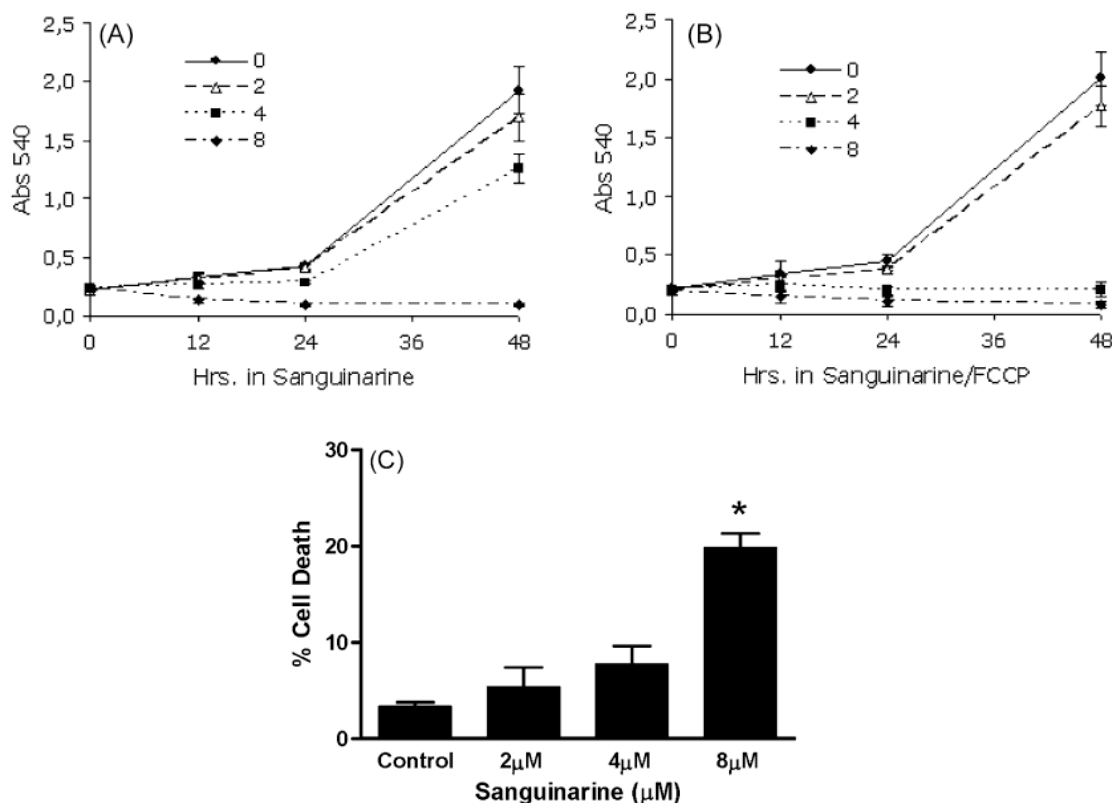 (A)
2,5
2,0
1,5
1,0
0,5
0,0
Abs 540
0
2
4
8
0 12 24 36 48
Hrs. in Sanguinarine
(B)
2,5
2,0
1,5
1,0
0,5
0,0
Abs 540
0
2
4
8
0 12 24 36 48
Hrs. in Sanguinarine/FCCP
(C)
30
20
10
0
% Cell Death
*
Control 2μM 4μM 8μM
Sanguinarine (μM)